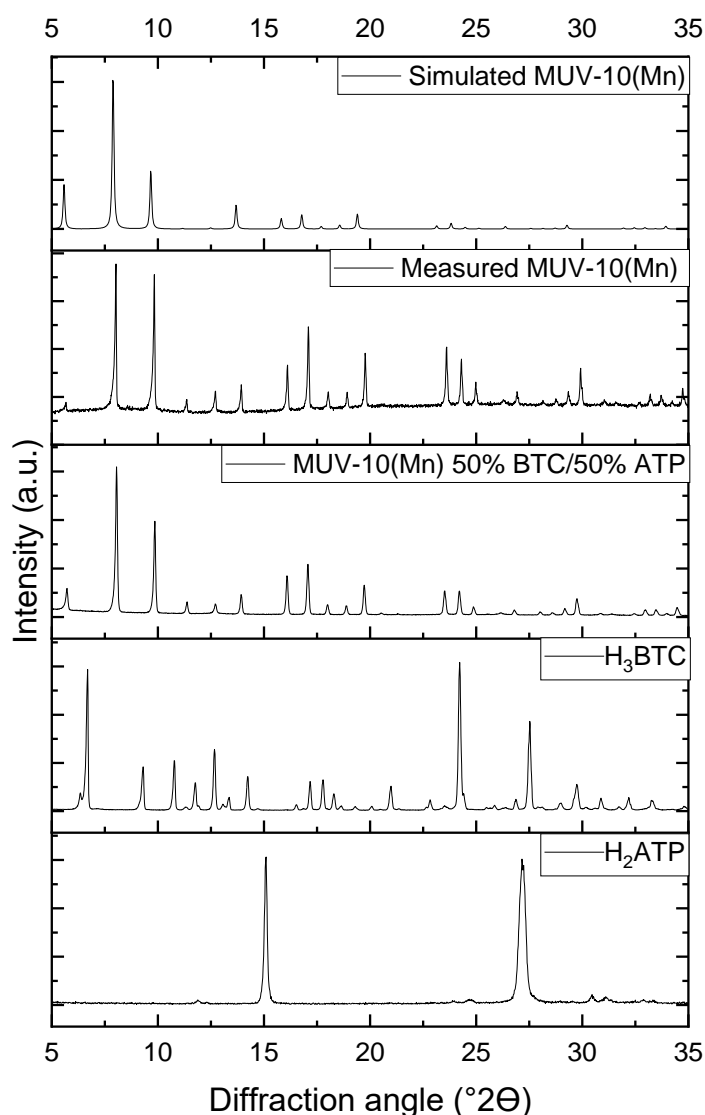 5 10 15 20 25 30 35
Simulated MUV-10(Mn)
Measured MUV-10(Mn)
MUV-10(Mn) 50% BTC/50% ATP
H₃BTC
H₂ATP
Intensity (a.u.)
5 10 15 20 25 30 35
Diffraction angle (°2Θ)